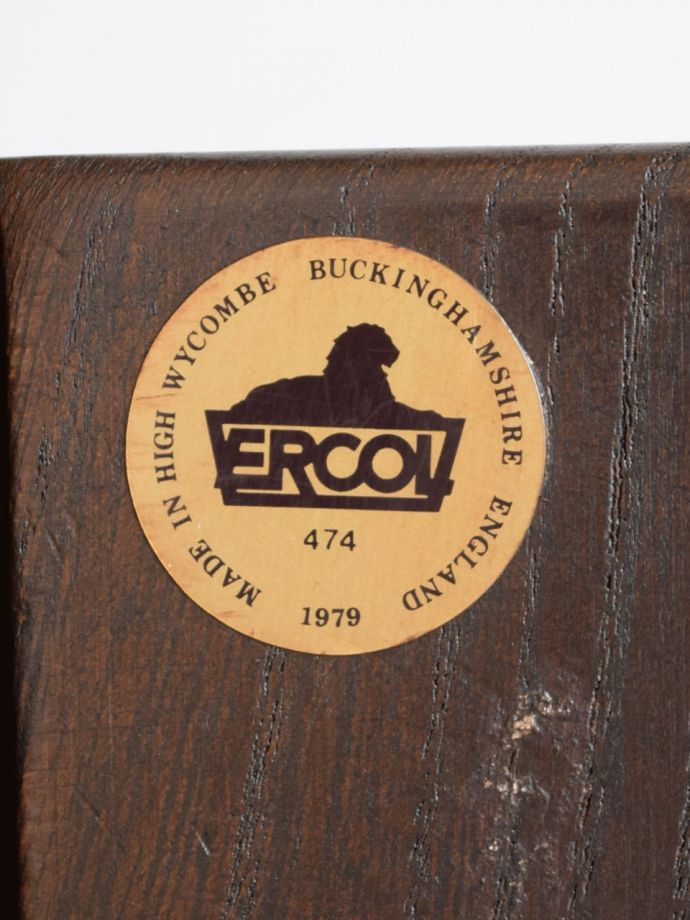 MADE IN HIGH WYCOMBE BUCKINGHAMSHIRE ENGLAND
ERCOL
474
1979